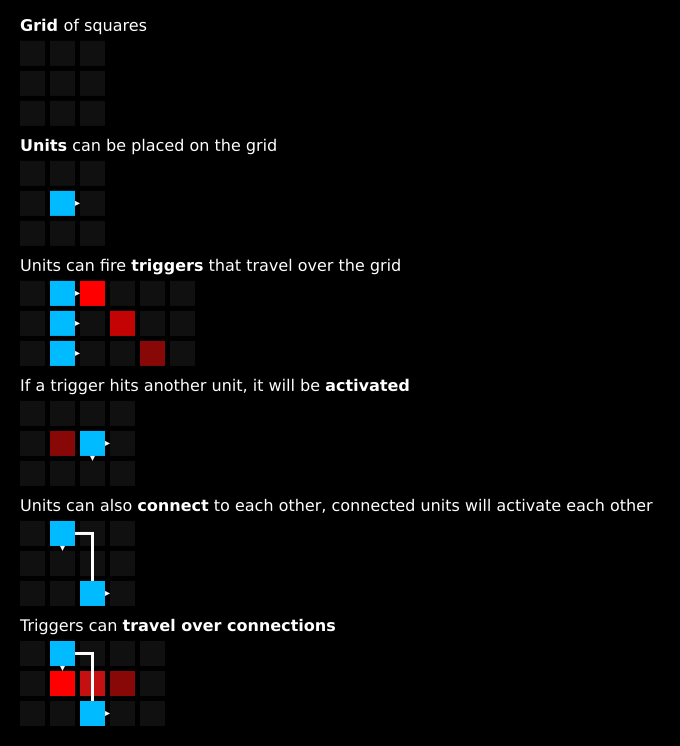 Grid of squares
Units can be placed on the grid
Units can fire triggers that travel over the grid
If a trigger hits another unit, it will be activated
Units can also connect to each other, connected units will activate each other
Triggers can travel over connections